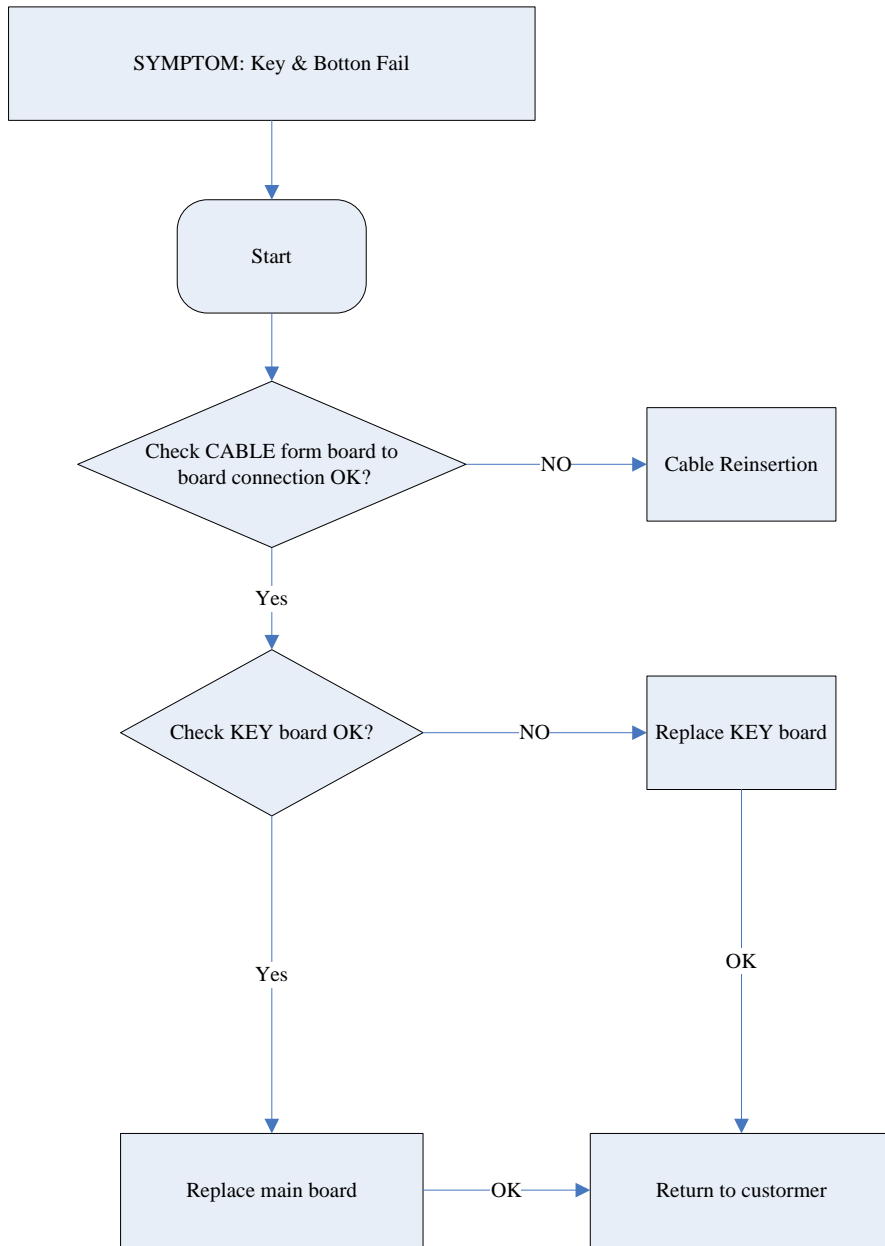 SYMPTOM: Key & Botton Fail
Start
Check CABLE form board to
board connection OK?
NO
Cable Reinsertion
Yes
Check KEY board OK?
NO
Replace KEY board
Yes
OK
Replace main board
OK
Return to custormer